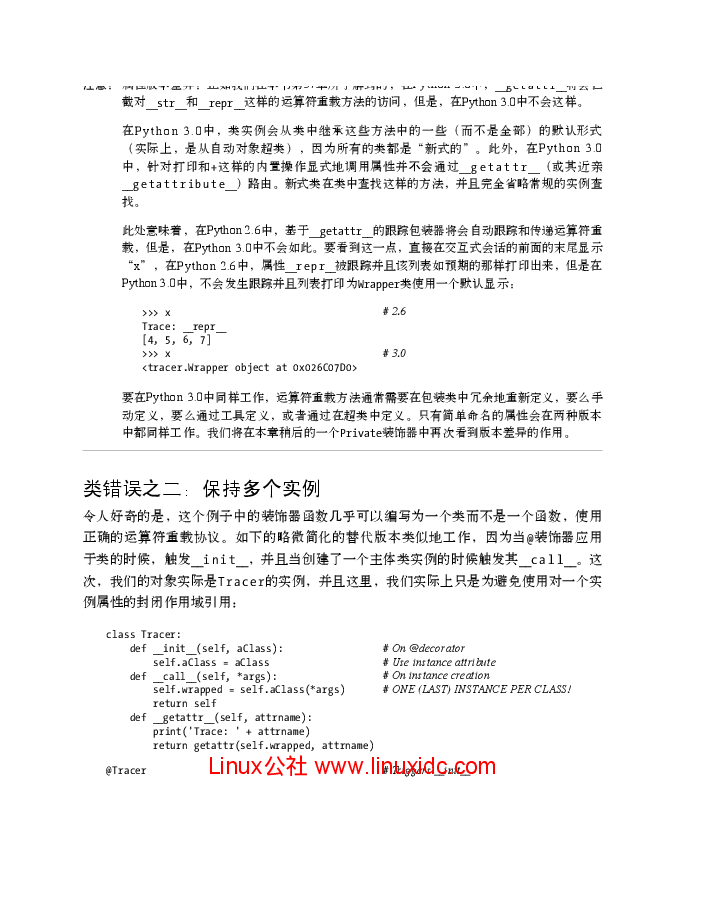 截对__str__和__repr__这样的运算符重载方法的访问，但是，在Python 3.0中不会这样。
在Python 3.0中，类实例会从类中继承这些方法中的一些（而不是全部）的默认形式
（实际上，是从自动对象超类），因为所有的类都是“新式的”。此外，在Python 3.0
中，针对打印和+这样的内置操作显式地调用属性并不会通过__getattr__（或其近亲
__getattribute__）路由。新式类在类中查找这样的方法，并且完全省略常规的实例查
找。
此处意味着，在Python 2.6中，基于__getattr__的跟踪包装器将会自动跟踪和传递运算符重
载，但是，在Python 3.0中不会如此。要看到这一点，直接在交互式会话的前面的末尾显示
“x”，在Python 2.6中，属性__repr__被跟踪并且该列表如预期的那样打印出来，但是在
Python 3.0中，不会发生跟踪并且列表打印为Wrapper类使用一个默认显示：
>>> x # 2.6
Trace: __repr__
[4, 5, 6, 7]
>>> x # 3.0
<tracer.Wrapper object at 0x026C07D0>
要在Python 3.0中同样工作，运算符重载方法通常需要在包装类中冗余地重新定义，要么手
动定义，要么通过工具定义，或者通过在超类中定义。只有简单命名的属性会在两种版本
中都同样工作。我们将在本章稍后的一个Private装饰器中再次看到版本差异的作用。
类错误之二：保持多个实例
令人好奇的是，这个例子中的装饰器函数几乎可以编写为一个类而不是一个函数，使用
正确的运算符重载协议。如下的略微简化的替代版本类似地工作，因为当@装饰器应用
于类的时候，触发__init__，并且当创建了一个主体类实例的时候触发其__call__。这
次，我们的对象实际是Tracer的实例，并且这里，我们实际上只是为避免使用对一个实
例属性的封闭作用域引用：
class Tracer:
def __init__(self, aClass): # On @decorator
self.aClass = aClass # Use instance attribute
def __call__(self, *args): # On instance creation
self.wrapped = self.aClass(*args) # ONE (LAST) INSTANCE PER CLASS!
return self
def __getattr__(self, attrname):
print('Trace: ' + attrname)
return getattr(self.wrapped, attrname)
@Tracer # Triggers __init__
Linux公社 www.linuxidc.com